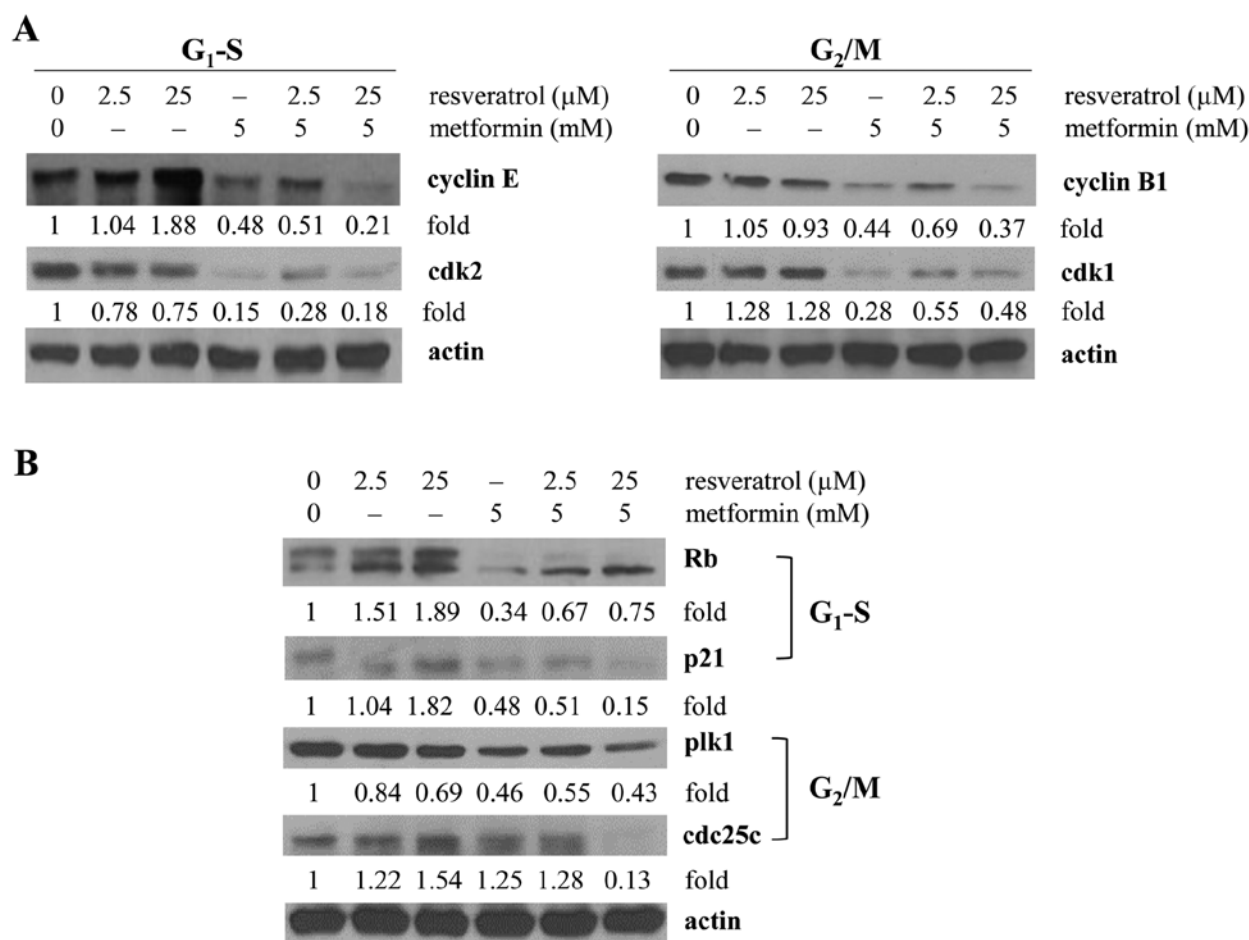 A
G₁-S
0 2.5 25 – 2.5 25 resveratrol (µM)
0 – – 5 5 5 metformin (mM)
cyclin E
1 1.04 1.88 0.48 0.51 0.21 fold
cdk2
1 0.78 0.75 0.15 0.28 0.18 fold
actin
G₂/M
0 2.5 25 – 2.5 25 resveratrol (µM)
0 – – 5 5 5 metformin (mM)
cyclin B1
1 1.05 0.93 0.44 0.69 0.37 fold
cdk1
1 1.28 1.28 0.28 0.55 0.48 fold
actin
B
0 2.5 25 – 2.5 25 resveratrol (µM)
0 – – 5 5 5 metformin (mM)
Rb
1 1.51 1.89 0.34 0.67 0.75 fold
G₁-S
p21
1 1.04 1.82 0.48 0.51 0.15 fold
plk1
1 0.84 0.69 0.46 0.55 0.43 fold
G₂/M
cdc25c
1 1.22 1.54 1.25 1.28 0.13 fold
actin